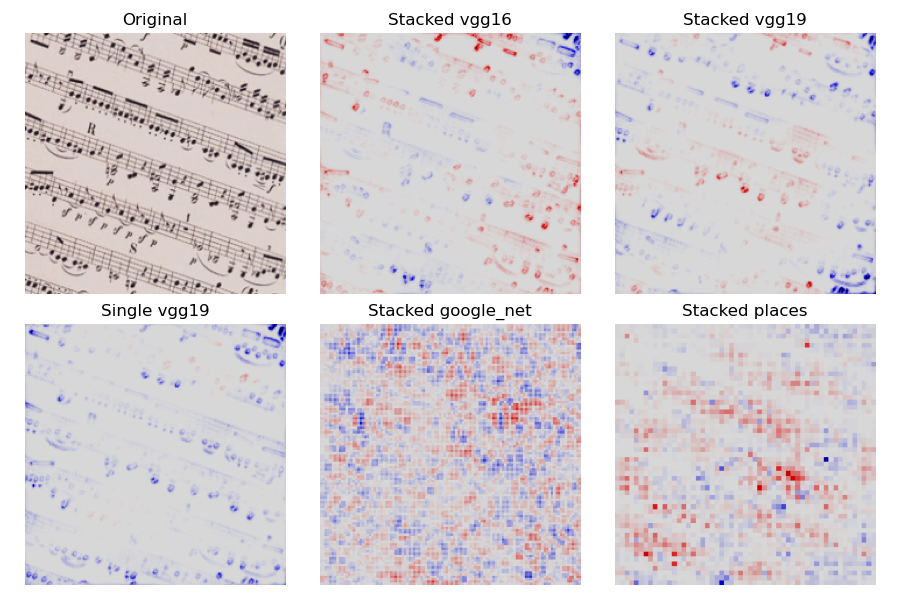 Original
Stacked vgg16
Stacked vgg19
R
S
Single vgg19
Stacked google_net
Stacked places